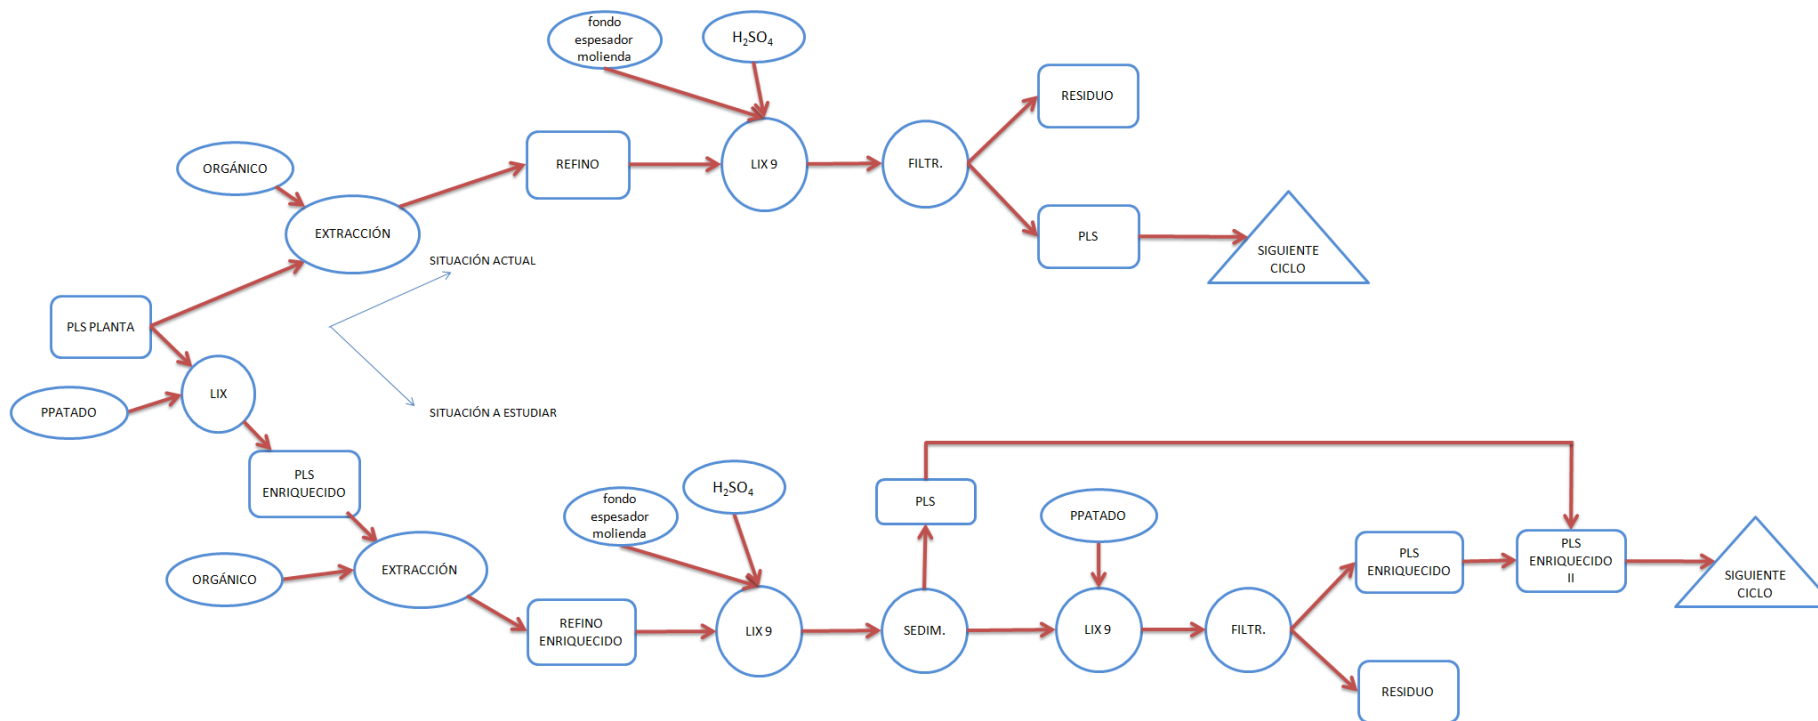 fondo
espesador
molienda
H₂SO₄
RESIDUO
ORGÁNICO
REFINO
LIX 9
FILTR.
EXTRACCIÓN
PLS
SIGUIENTE
CICLO
SITUACIÓN ACTUAL
PLS PLANTA
LIX
PPATADO
SITUACIÓN A ESTUDIAR
PLS
ENRIQUECIDO
fondo
espesador
molienda
H₂SO₄
PLS
PPATADO
ORGÁNICO
EXTRACCIÓN
PLS
ENRIQUECIDO
PLS
ENRIQUECIDO
II
SIGUIENTE
CICLO
REFINO
ENRIQUECIDO
LIX 9
SEDIM.
LIX 9
FILTR.
RESIDUO